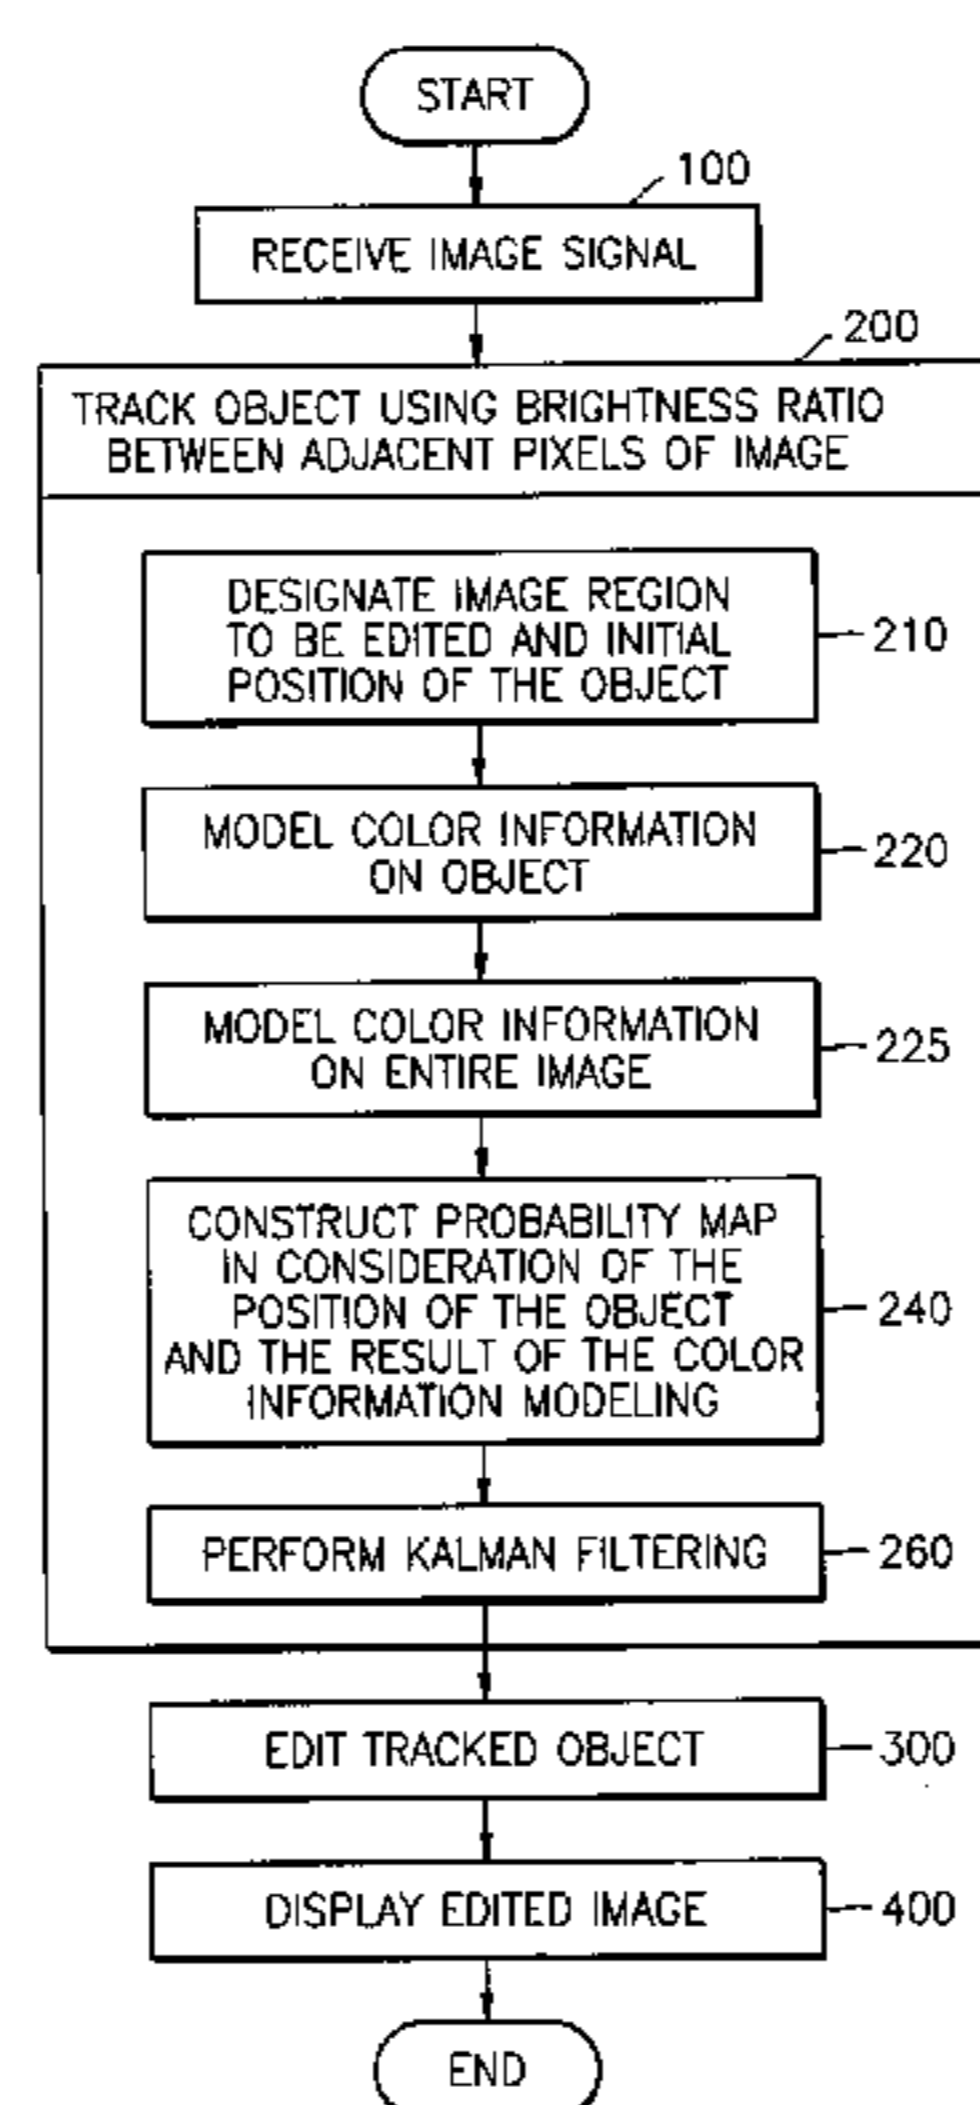 START
100
RECEIVE IMAGE SIGNAL
200
TRACK OBJECT USING BRIGHTNESS RATIO
BETWEEN ADJACENT PIXELS OF IMAGE
DESIGNATE IMAGE REGION
TO BE EDITED AND INITIAL
POSITION OF THE OBJECT
210
MODEL COLOR INFORMATION
ON OBJECT
220
MODEL COLOR INFORMATION
ON ENTIRE IMAGE
225
CONSTRUCT PROBABILITY MAP
IN CONSIDERATION OF THE
POSITION OF THE OBJECT
AND THE RESULT OF THE COLOR
INFORMATION MODELING
240
PERFORM KALMAN FILTERING
260
EDIT TRACKED OBJECT
300
DISPLAY EDITED IMAGE
400
END